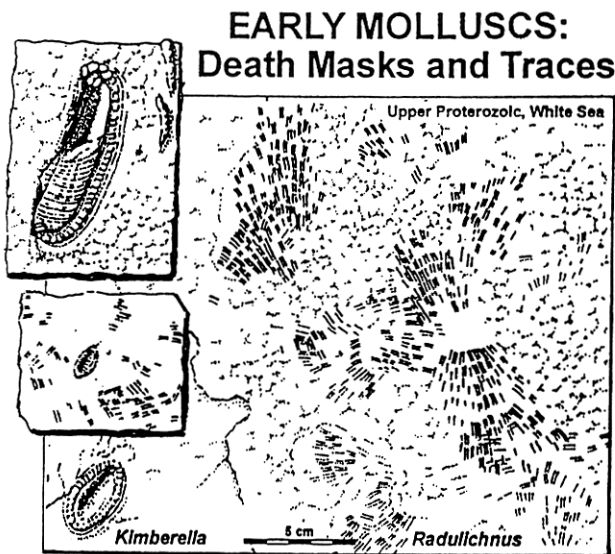 EARLY MOLLUSCS:
Death Masks and Traces
Upper Proterozoic, White Sea
Kimberella
5 cm
Radulichnus